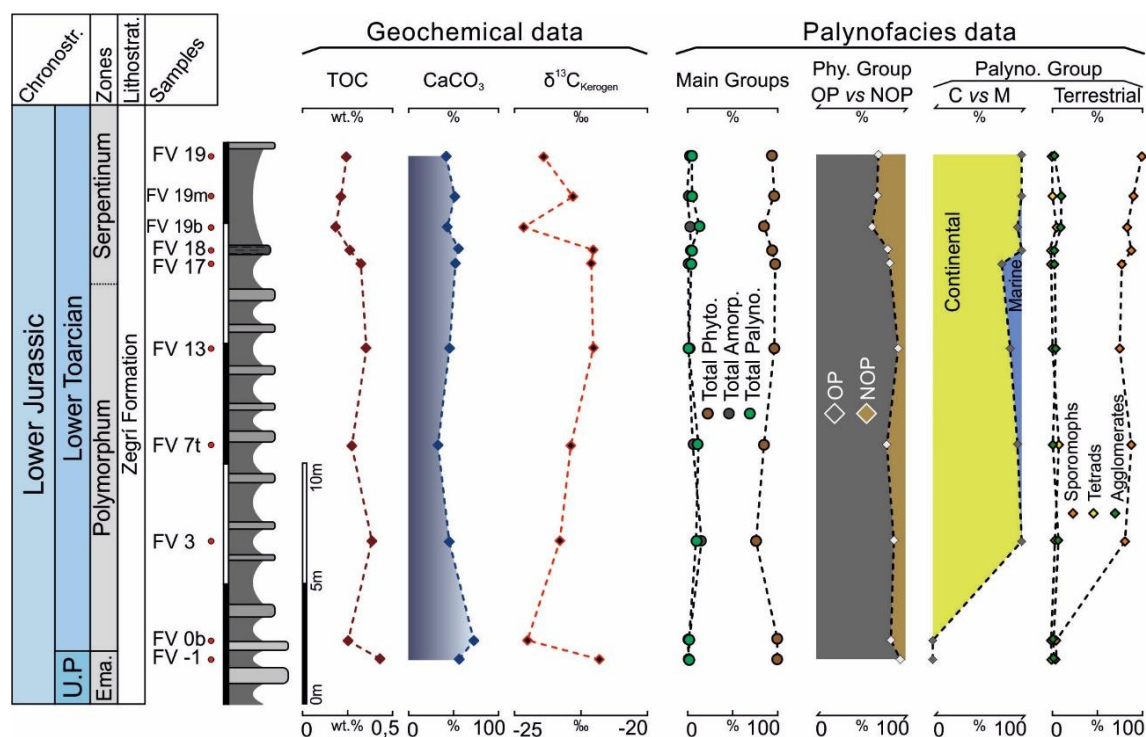 Geochemical data
Palynofacies data
Chronostr.
Zones
Lithostrat.
Samples
TOC
CaCO3
δ13CKerogen
Main Groups
Phy. Group
OP vs NOP
Palyno. Group
C vs M
Terrestrial
wt.%
%
‰
%
%
%
%
Lower Jurassic
Lower Toarcian
U.P
Serpentinum
Polymorphum
Ema.
Zegrí Formation
FV 19
FV 19m
FV 19b
FV 18
FV 17
FV 13
FV 7t
FV 3
FV 0b
FV -1
10m
5m
0m
Total Phyto.
Total Amorp.
Total Palyno.
OP
NOP
Continental
Marine
Sporomophs
Tetrads
Agglomerates
0 wt.% 0,5
0 % 100
-25 ‰ -20
0 % 100
0 % 100
0 % 100
0 % 100